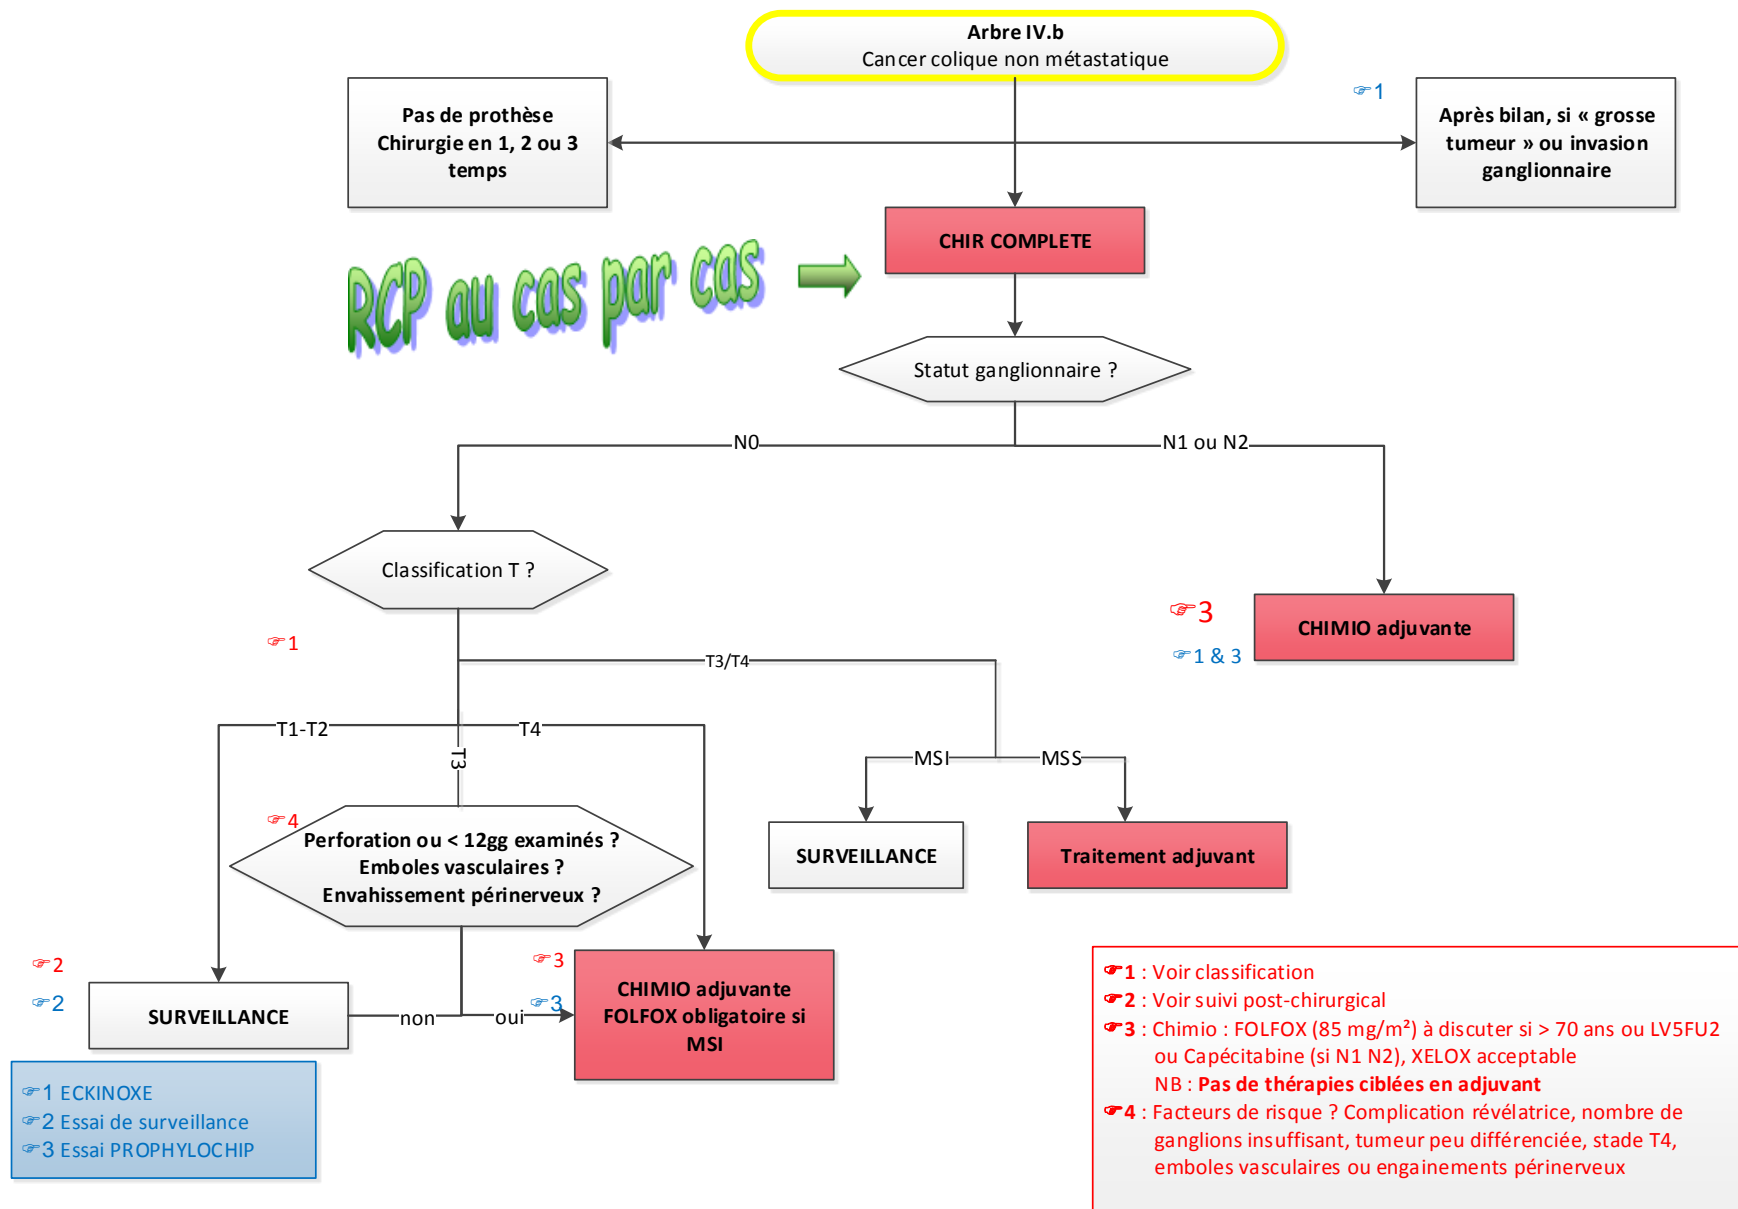 Arbre IV.b
Cancer colique non métastatique
Pas de prothèse
Chirurgie en 1, 2 ou 3
temps
☞1
Après bilan, si « grosse
tumeur » ou invasion
ganglionnaire
CHIR COMPLETE
RCP au cas par cas
Statut ganglionnaire ?
N0
N1 ou N2
Classification T ?
☞3
☞1 & 3
CHIMIO adjuvante
☞1
T3/T4
T1-T2
T3
T4
MSI
MSS
☞4
Perforation ou < 12gg examinés ?
Emboles vasculaires ?
Envahissement périnerveux ?
SURVEILLANCE
Traitement adjuvant
☞2
☞2
SURVEILLANCE
non
oui
☞3
☞3
CHIMIO adjuvante
FOLFOX obligatoire si
MSI
☞1 ECKINOXE
☞2 Essai de surveillance
☞3 Essai PROPHYLOCHIP
☞1 : Voir classification
☞2 : Voir suivi post-chirurgical
☞3 : Chimio : FOLFOX (85 mg/m²) à discuter si > 70 ans ou LV5FU2
ou Capécitabine (si N1 N2), XELOX acceptable
NB : Pas de thérapies ciblées en adjuvant
☞4 : Facteurs de risque ? Complication révélatrice, nombre de
ganglions insuffisant, tumeur peu différenciée, stade T4,
emboles vasculaires ou engainements périnerveux